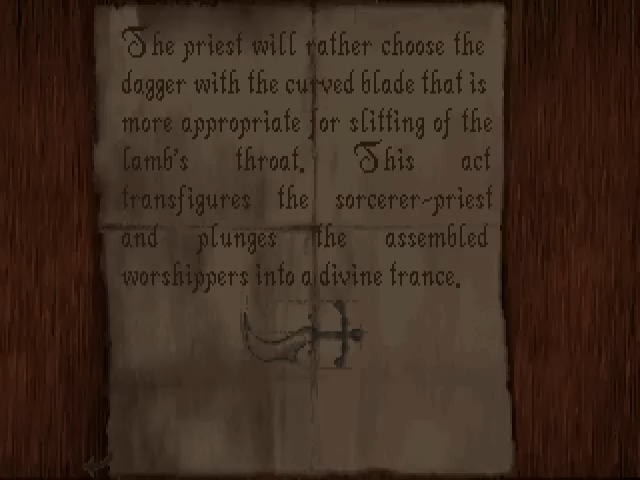 The priest will rather choose the
dagger with the curved blade that is
more appropriate for slitting of the
lamb's throat. This act
transfigures the sorcerer-priest
and plunges the assembled
worshippers into a divine trance.